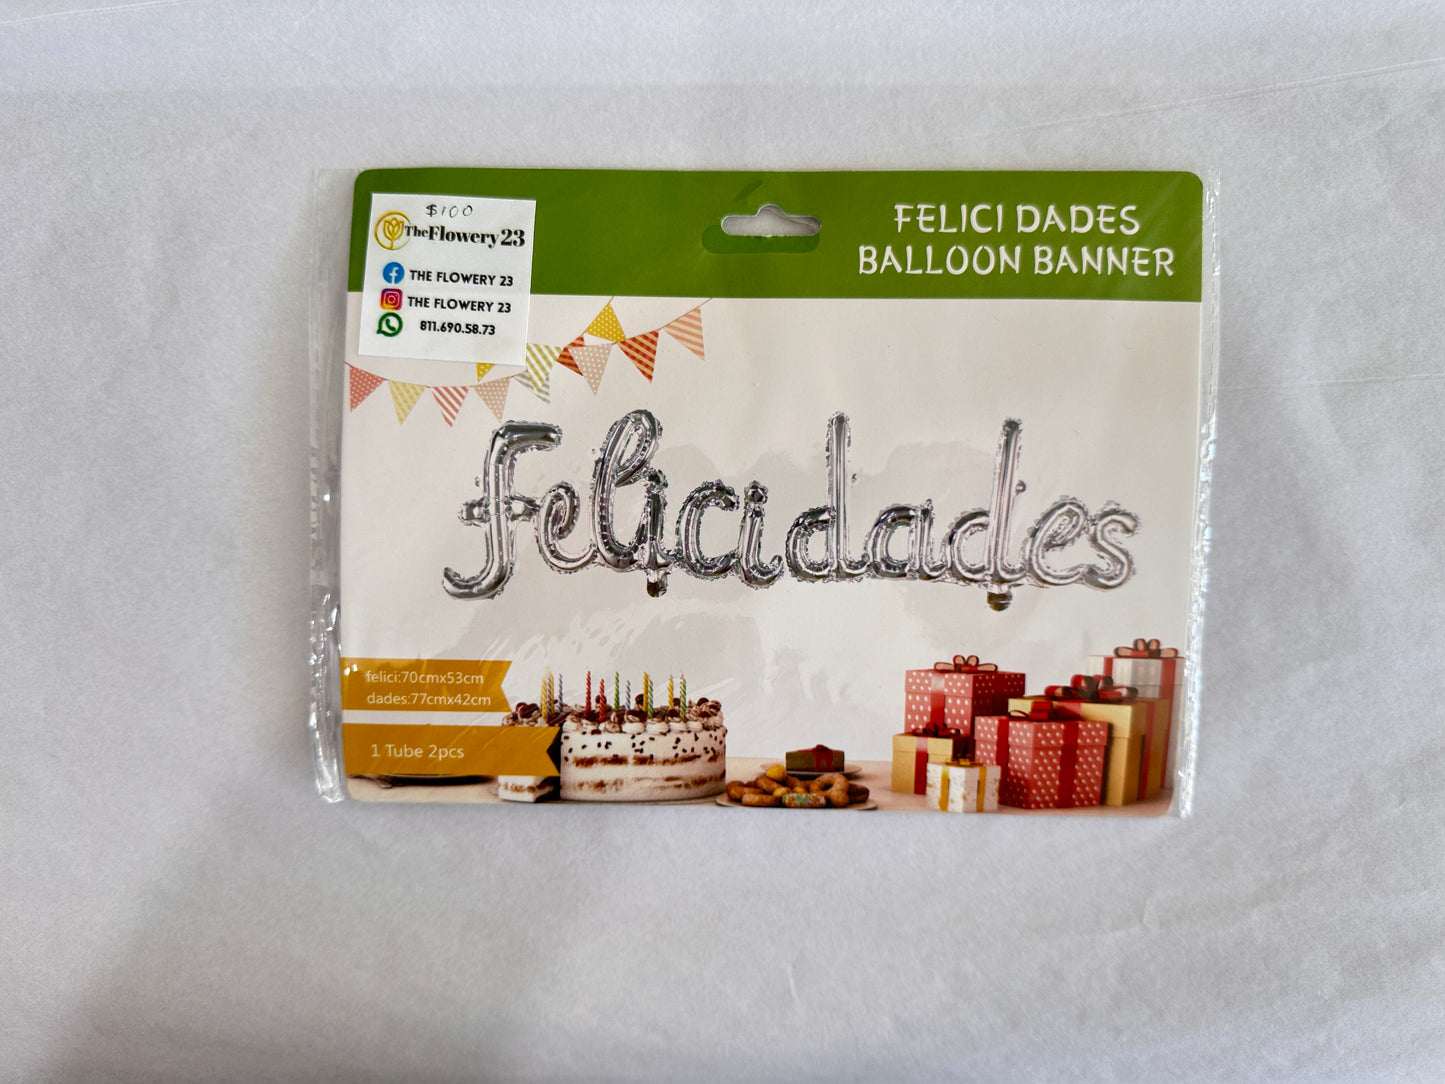 $100
TheFlowery23
THE FLOWERY 23
THE FLOWERY 23
811.690.58.73
FELICI DADES
BALLOON BANNER
felicidades
felici:70cmx53cm
dades:77cmx42cm
1 Tube 2pcs